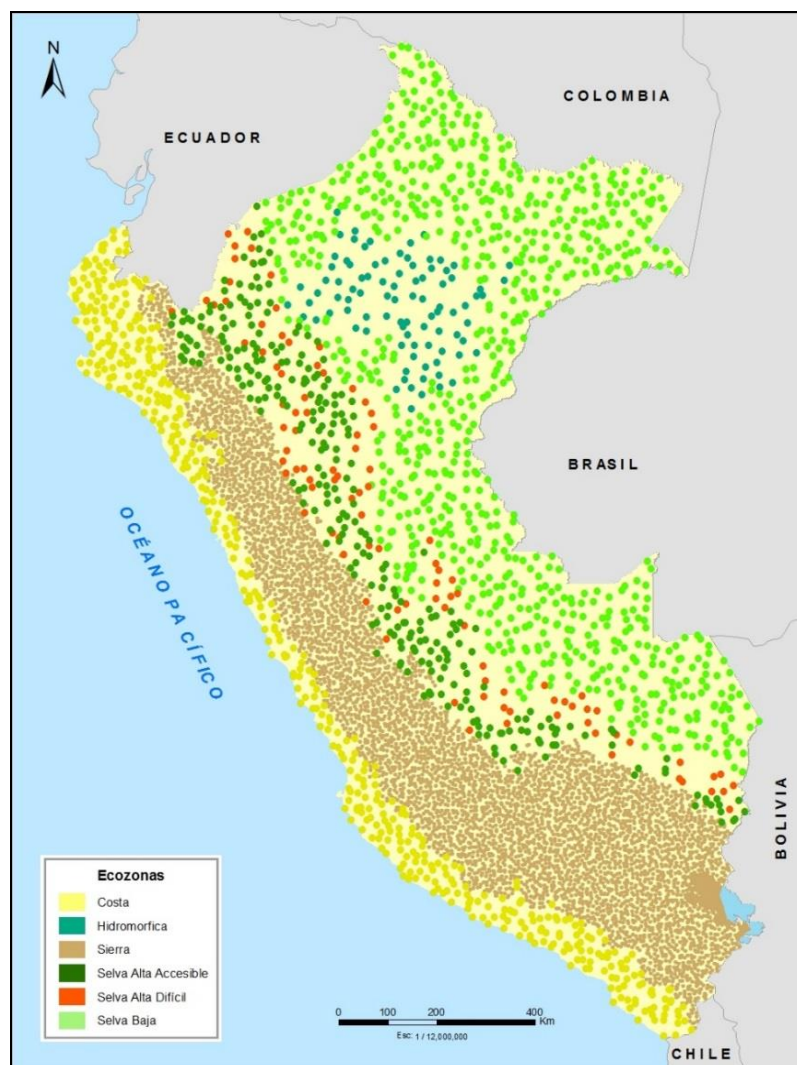 N
COLOMBIA
ECUADOR
BRASIL
OCÉANO PACÍFICO
BOLIVIA
Ecozonas
Costa
Hidromorfica
Sierra
Selva Alta Accesible
Selva Alta Difícil
Selva Baja
0 100 200 400
Km
Esc: 1 / 12,000,000
CHILE